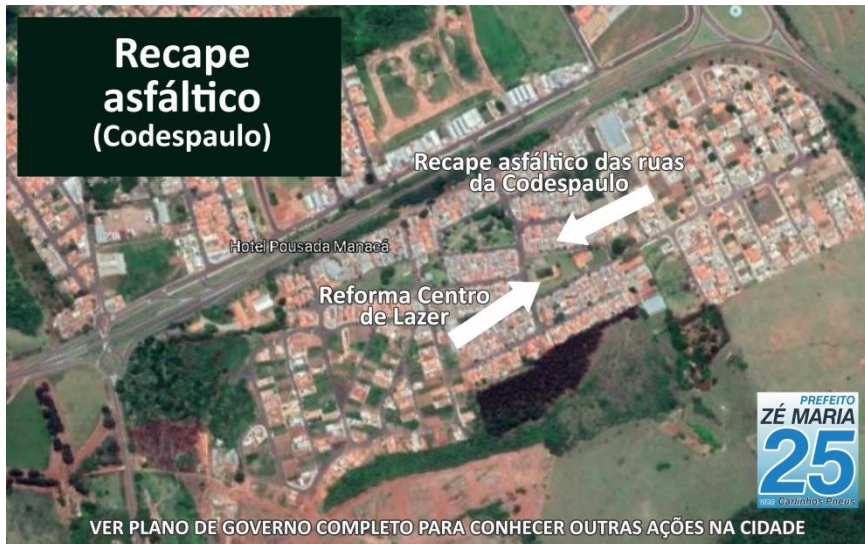 Recape
asfáltico
(Codespaulo)
Recape asfáltico das ruas
da Codespaulo
Hotel Pousada Manacá
Reforma Centro
de Lazer
PREFEITO
ZÉ MARIA
25
VICE Carlinhos Pneus
VER PLANO DE GOVERNO COMPLETO PARA CONHECER OUTRAS AÇÕES NA CIDADE